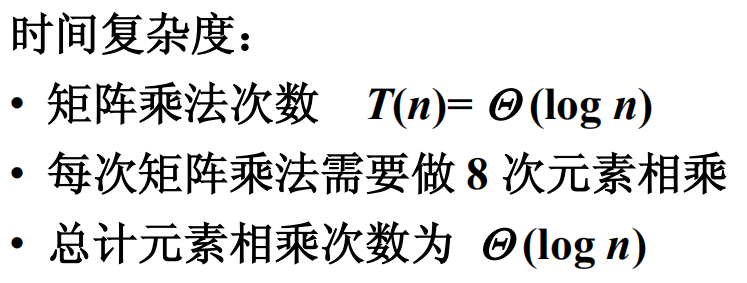 时间复杂度：
• 矩阵乘法次数 T(n)= Θ(log n)
• 每次矩阵乘法需要做 8 次元素相乘
• 总计元素相乘次数为 Θ(log n)